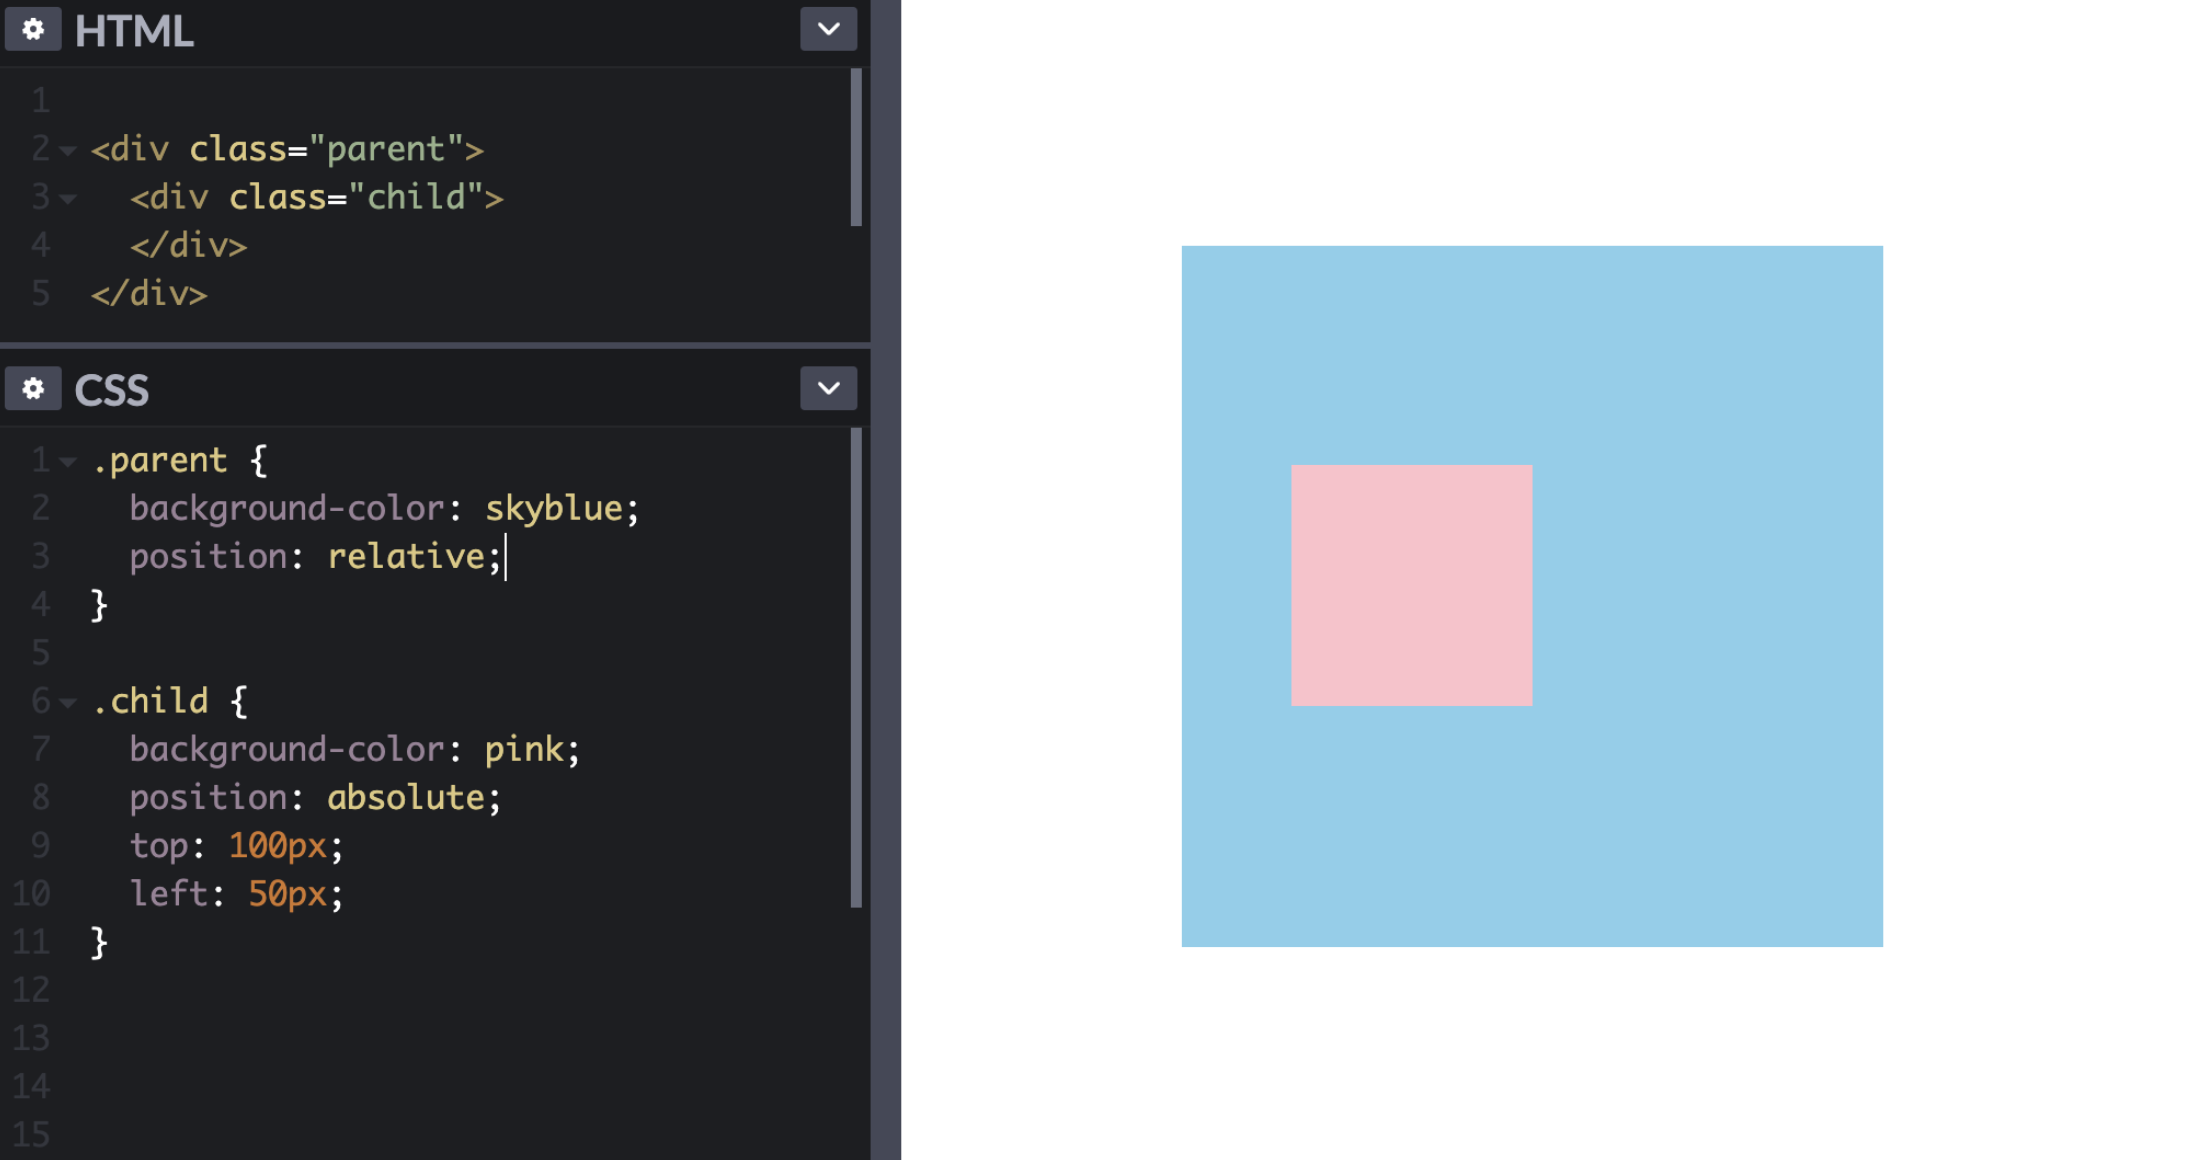 HTML
1
2 <div class="parent">
3 <div class="child">
4 </div>
5 </div>
CSS
1 .parent {
2 background-color: skyblue;
3 position: relative;
4 }
5
6 .child {
7 background-color: pink;
8 position: absolute;
9 top: 100px;
10 left: 50px;
11 }
12
13
14
15